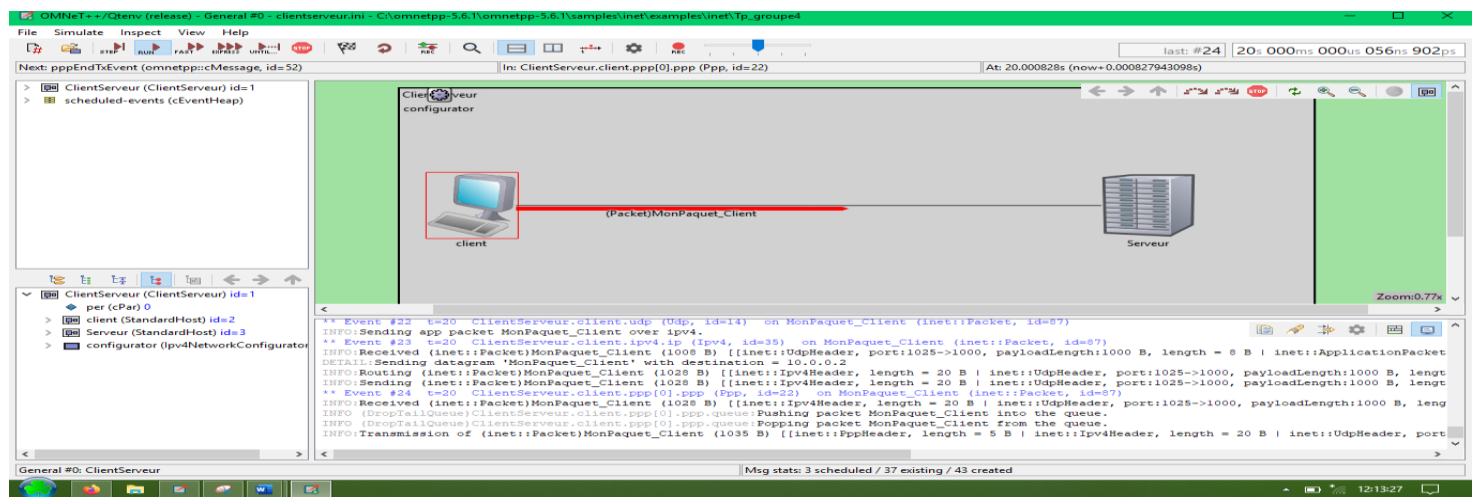 OMNeT++/Qtenv (release) - General #0 - clientserveur.ini - C:\omnetpp-5.6.1\omnetpp-5.6.1\samples\inet\examples\inet\Tp_groupe4
File Simulate Inspect View Help
STEP RUN FAST EXPRESS UNTIL... STOP REC REC last: #24 20s 000ms 000us 056ns 902ps
Next: pppEndTxEvent (omnetpp::cMessage, id=52) In: ClientServeur.client.ppp[0].ppp (Ppp, id=22) At: 20.000828s (now+0.000827943098s)
ClientServeur (ClientServeur) id=1
scheduled-events (cEventHeap)
configurator
(Packet)MonPaquet_Client
client
Serveur
Zoom:0.77x
ClientServeur (ClientServeur) id=1
per (cPar) 0
client (StandardHost) id=2
Serveur (StandardHost) id=3
configurator (Ipv4NetworkConfigurator
** Event #22 t=20 ClientServeur.client.udp (Udp, id=14) on MonPaquet_Client (inet::Packet, id=87)
INFO:Sending app packet MonPaquet_Client over ipv4.
** Event #23 t=20 ClientServeur.client.ipv4.ip (Ipv4, id=35) on MonPaquet_Client (inet::Packet, id=87)
INFO:Received (inet::Packet)MonPaquet_Client (1008 B) [[inet::UdpHeader, port:1025->1000, payloadLength:1000 B, length = 8 B | inet::ApplicationPacket
DETAIL:Sending datagram 'MonPaquet_Client' with destination = 10.0.0.2
INFO:Routing (inet::Packet)MonPaquet_Client (1028 B) [[inet::Ipv4Header, length = 20 B | inet::UdpHeader, port:1025->1000, payloadLength:1000 B, lengt
INFO:Sending (inet::Packet)MonPaquet_Client (1028 B) [[inet::Ipv4Header, length = 20 B | inet::UdpHeader, port:1025->1000, payloadLength:1000 B, lengt
** Event #24 t=20 ClientServeur.client.ppp[0].ppp (Ppp, id=22) on MonPaquet_Client (inet::Packet, id=87)
INFO:Received (inet::Packet)MonPaquet_Client (1028 B) [[inet::Ipv4Header, length = 20 B | inet::UdpHeader, port:1025->1000, payloadLength:1000 B, leng
INFO (DropTailQueue)ClientServeur.client.ppp[0].ppp.queue:Pushing packet MonPaquet_Client into the queue.
INFO (DropTailQueue)ClientServeur.client.ppp[0].ppp.queue:Popping packet MonPaquet_Client from the queue.
INFO:Transmission of (inet::Packet)MonPaquet_Client (1035 B) [[inet::PppHeader, length = 5 B | inet::Ipv4Header, length = 20 B | inet::UdpHeader, port
General #0: ClientServeur Msg stats: 3 scheduled / 37 existing / 43 created
12:13:27